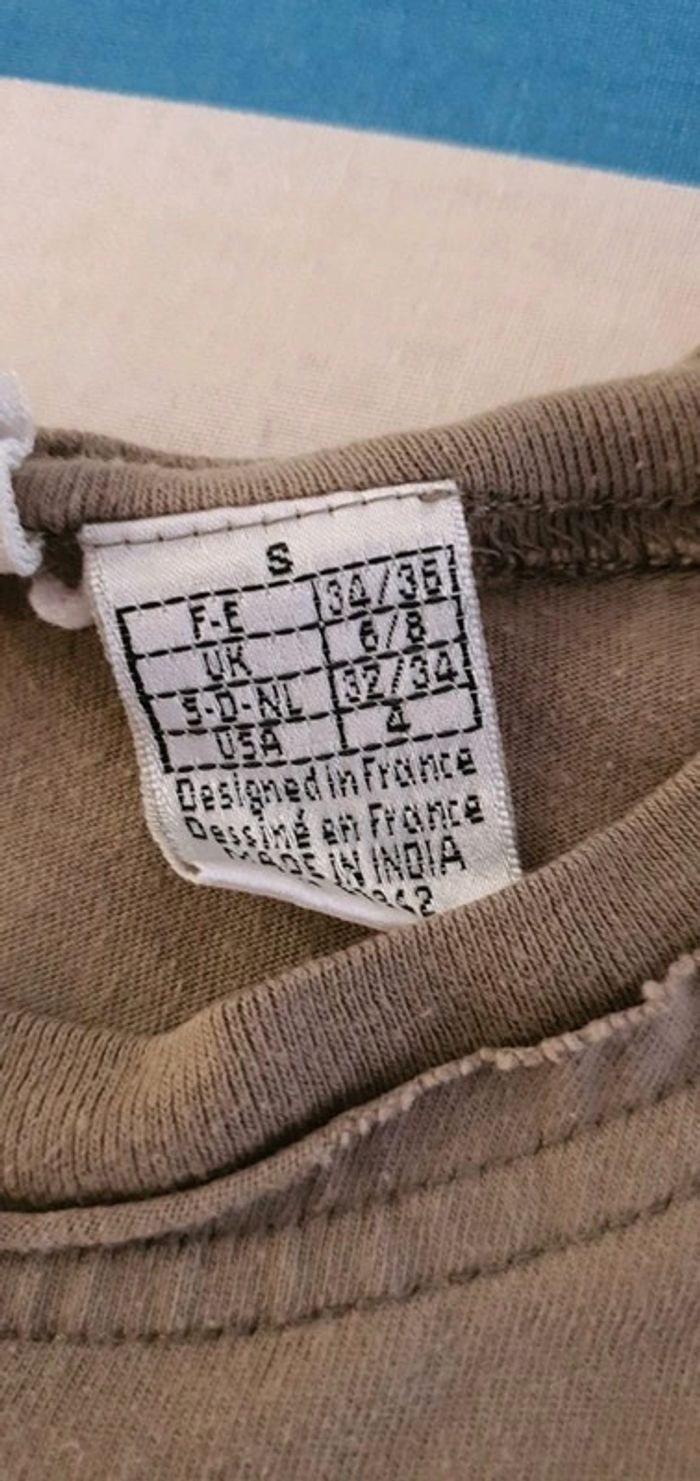 S
F-E 34/36
UK 6/8
S-D-NL 32/34
USA 4
Designed in France
Dessiné en France
MADE IN INDIA